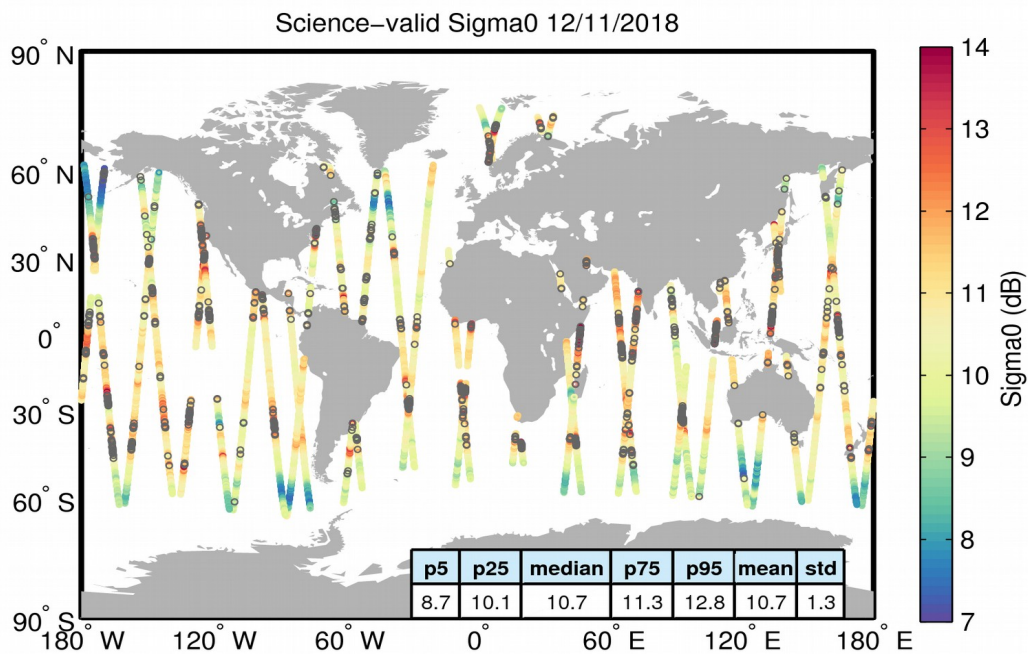 Science−valid Sigma0 12/11/2018
90° N
60° N
30° N
0°
30° S
60° S
90° S
180° W
120° W
60° W
0°
60° E
120° E
180° E
14
13
12
11
10
9
8
7
Sigma0 (dB)
p5 p25 median p75 p95 mean std
8.7 10.1 10.7 11.3 12.8 10.7 1.3